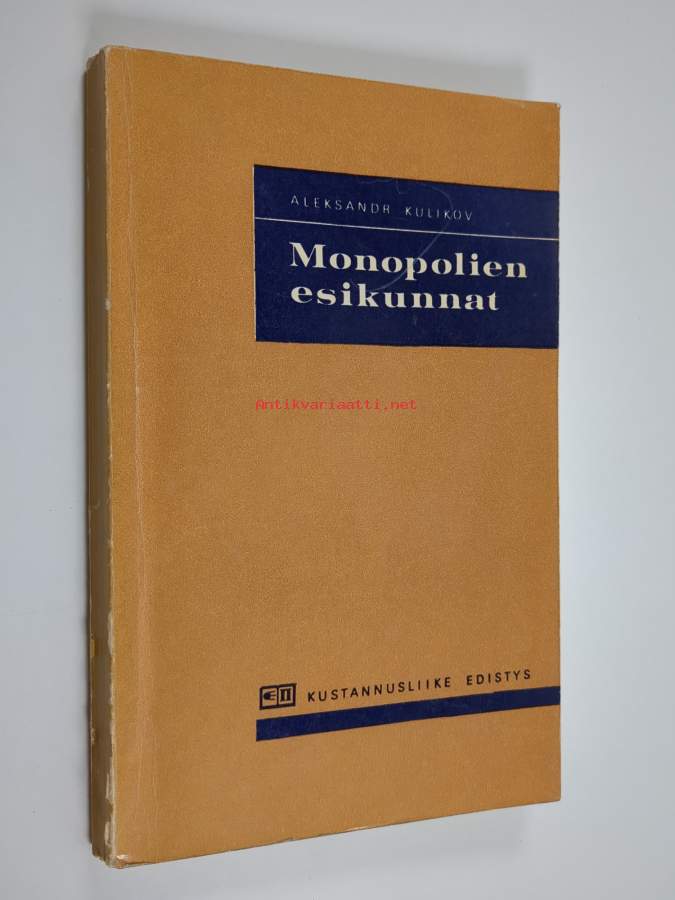 ALEKSANDR KULIKOV
Monopolien
esikunnat
Antikvariaatti.net
KUSTANNUSLIIKE EDISTYS